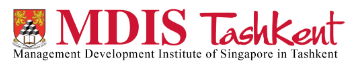 MDIS Tashkent
Management Development Institute of Singapore in Tashkent